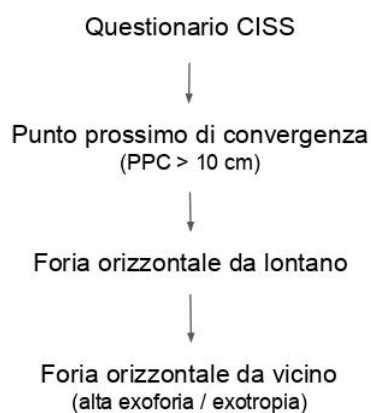 Questionario CISS
Punto prossimo di convergenza
(PPC > 10 cm)
Foria orizzontale da lontano
Foria orizzontale da vicino
(alta exoforia / exotropia)